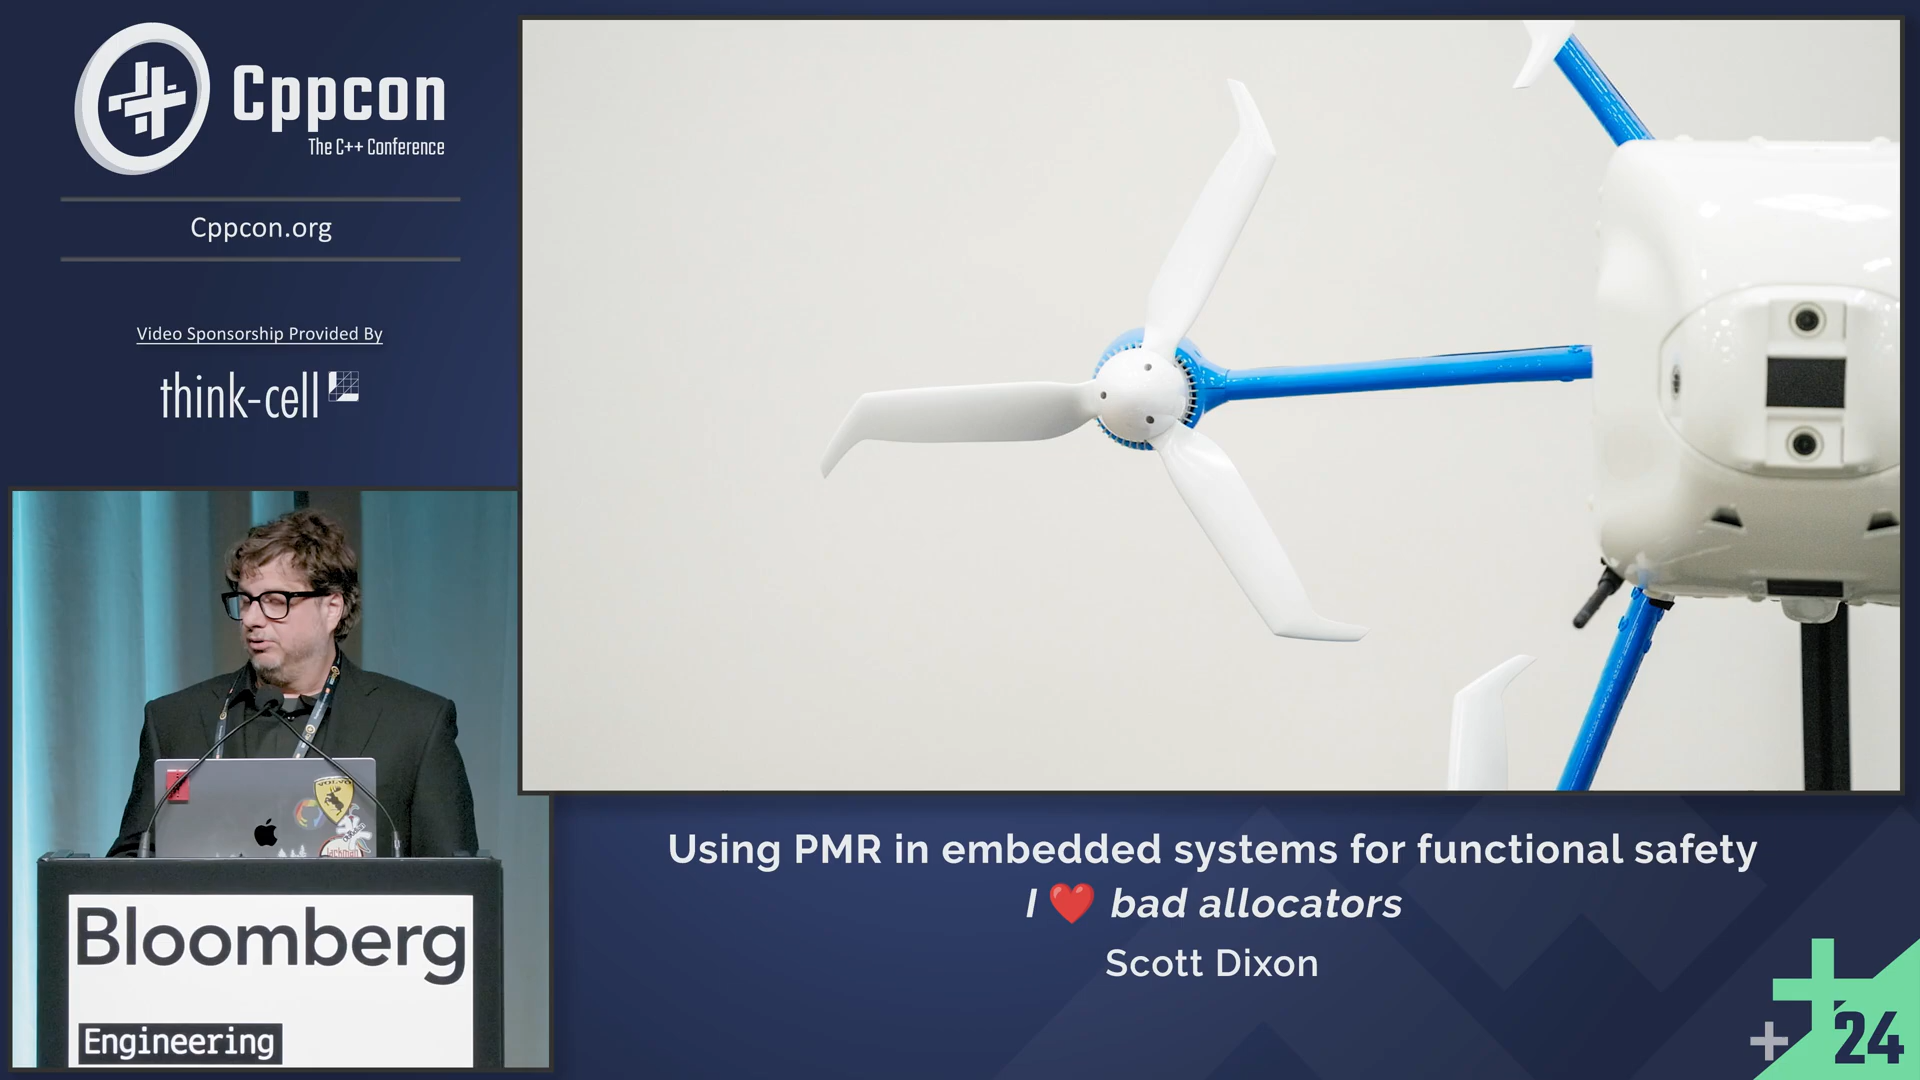 Cppcon
The C++ Conference
Cppcon.org
Video Sponsorship Provided By
think-cell
VOLVO
Bloomberg
Engineering
Using PMR in embedded systems for functional safety
I ❤️ bad allocators
Scott Dixon
24